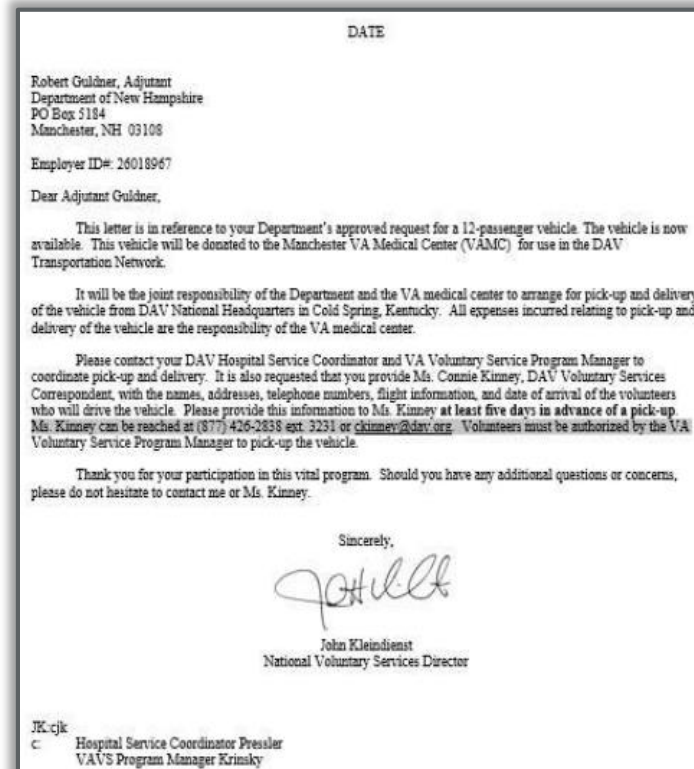 DATE
Robert Guldner, Adjutant
Department of New Hampshire
PO Box 5184
Manchester, NH 03108
Employer ID#: 26018967
Dear Adjutant Guldner,
This letter is in reference to your Department's approved request for a 12-passenger vehicle. The vehicle is now
available. This vehicle will be donated to the Manchester VA Medical Center (VAMC) for use in the DAV
Transportation Network.
It will be the joint responsibility of the Department and the VA medical center to arrange for pick-up and delivery
of the vehicle from DAV National Headquarters in Cold Spring, Kentucky. All expenses incurred relating to pick-up and
delivery of the vehicle are the responsibility of the VA medical center.
Please contact your DAV Hospital Service Coordinator and VA Voluntary Service Program Manager to
coordinate pick-up and delivery. It is also requested that you provide Ms. Connie Kinney, DAV Voluntary Services
Correspondent, with the names, addresses, telephone numbers, flight information, and date of arrival of the volunteers
who will drive the vehicle. Please provide this information to Ms. Kinney at least five days in advance of a pick-up.
Ms. Kinney can be reached at (877) 426-2838 ext. 3231 or ckinney@dav.org. Volunteers must be authorized by the VA
Voluntary Service Program Manager to pick-up the vehicle.
Thank you for your participation in this vital program. Should you have any additional questions or concerns,
please do not hesitate to contact me or Ms. Kinney.
Sincerely,
John Kleindienst
National Voluntary Services Director
JK:cjk
c: Hospital Service Coordinator Pressler
VAVS Program Manager Krinsky